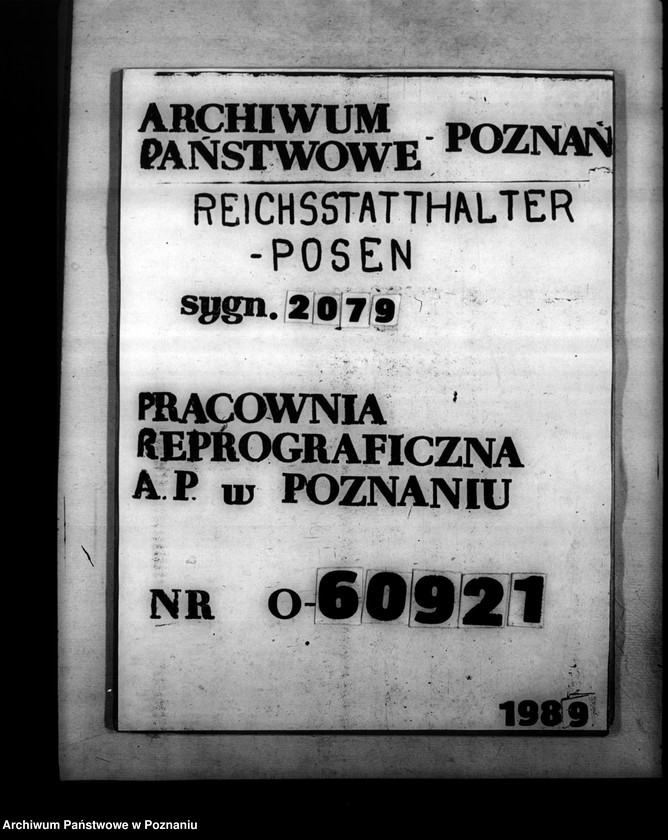 ARCHIWUM
PAŃSTWOWE - POZNAŃ
REICHSSTATTHALTER
-POSEN
sygn. 2079
PRACOWNIA
REPROGRAFICZNA
A.P. w POZNANIU
NR O-60921
1989
Archiwum Państwowe w Poznaniu